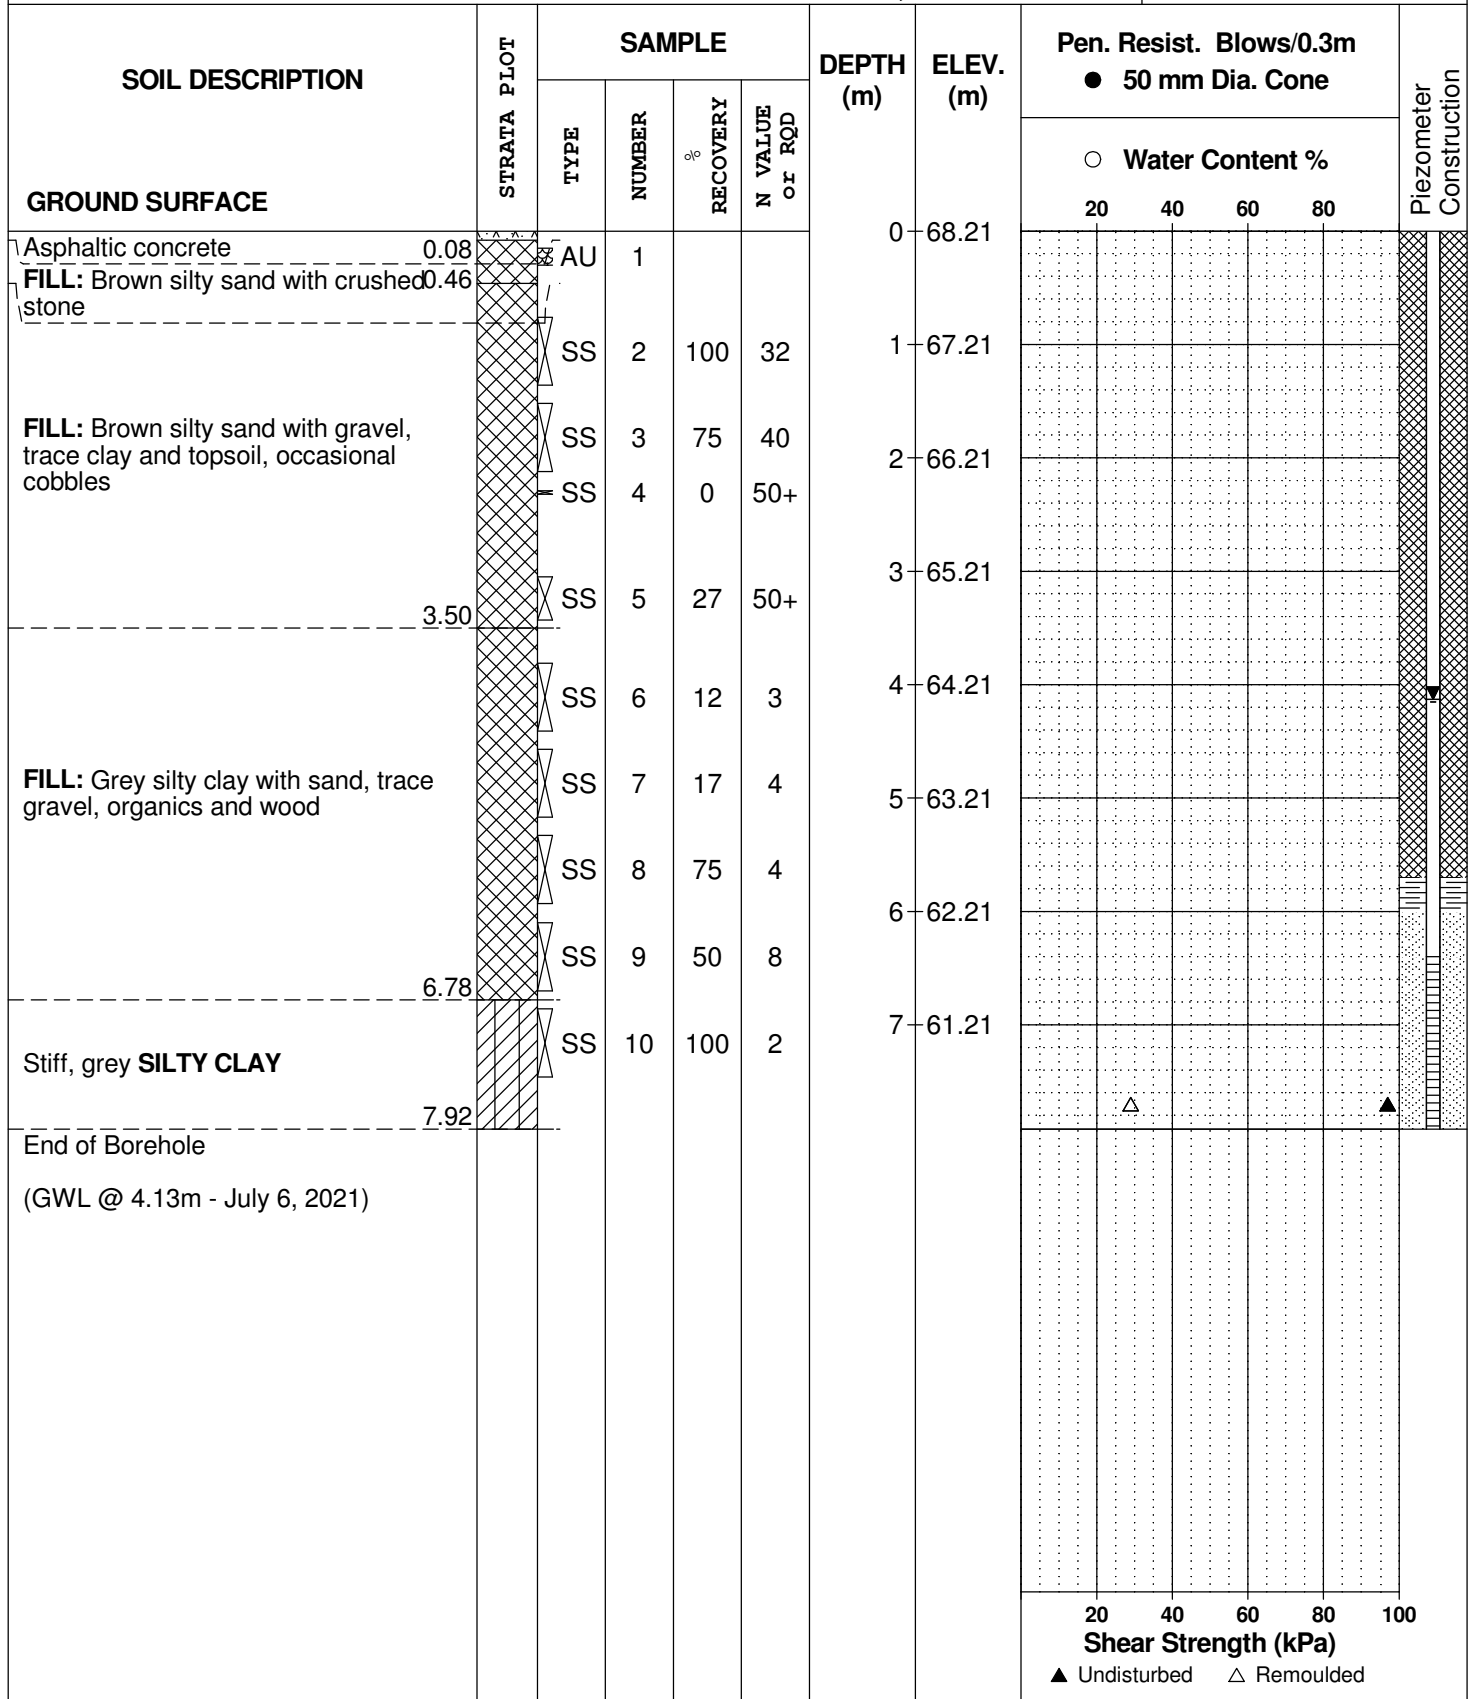 SOIL DESCRIPTION
GROUND SURFACE
STRATA PLOT
SAMPLE
TYPE
NUMBER
% RECOVERY
N VALUE or RQD
DEPTH (m)
ELEV. (m)
Pen. Resist. Blows/0.3m
● 50 mm Dia. Cone
○ Water Content %
20 40 60 80
Piezometer Construction
0 68.21
Asphaltic concrete 0.08
AU 1
FILL: Brown silty sand with crushed 0.46
stone
SS 2 100 32
1 67.21
FILL: Brown silty sand with gravel,
trace clay and topsoil, occasional
cobbles
SS 3 75 40
2 66.21
SS 4 0 50+
3 65.21
SS 5 27 50+
3.50
4 64.21
SS 6 12 3
FILL: Grey silty clay with sand, trace
gravel, organics and wood
SS 7 17 4
5 63.21
SS 8 75 4
6 62.21
SS 9 50 8
6.78
7 61.21
SS 10 100 2
Stiff, grey SILTY CLAY
7.92
End of Borehole
(GWL @ 4.13m - July 6, 2021)
20 40 60 80 100
Shear Strength (kPa)
▲ Undisturbed △ Remoulded